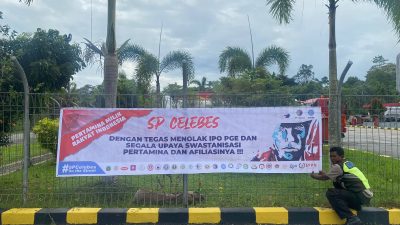 PERTAMINA MILIK
RAKYAT INDONESIA
SP CELEBES
DENGAN TEGAS MENOLAK IPO PGE DAN
SEGALA UPAYA SWASTANISASI
PERTAMINA DAN AFILIASINYA !!!
#SPCelebes